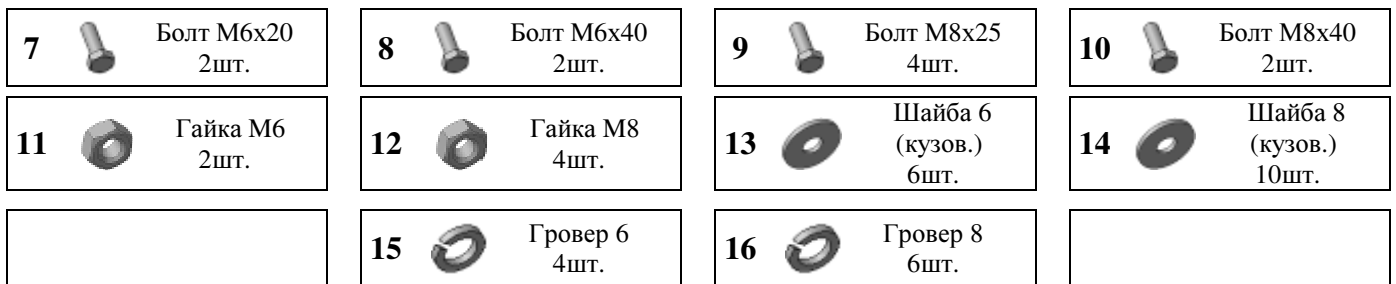 7 Болт М6х20
2шт.
8 Болт М6х40
2шт.
9 Болт М8х25
4шт.
10 Болт М8х40
2шт.
11 Гайка М6
2шт.
12 Гайка М8
4шт.
13 Шайба 6
(кузов.)
6шт.
14 Шайба 8
(кузов.)
10шт.
15 Гровер 6
4шт.
16 Гровер 8
6шт.